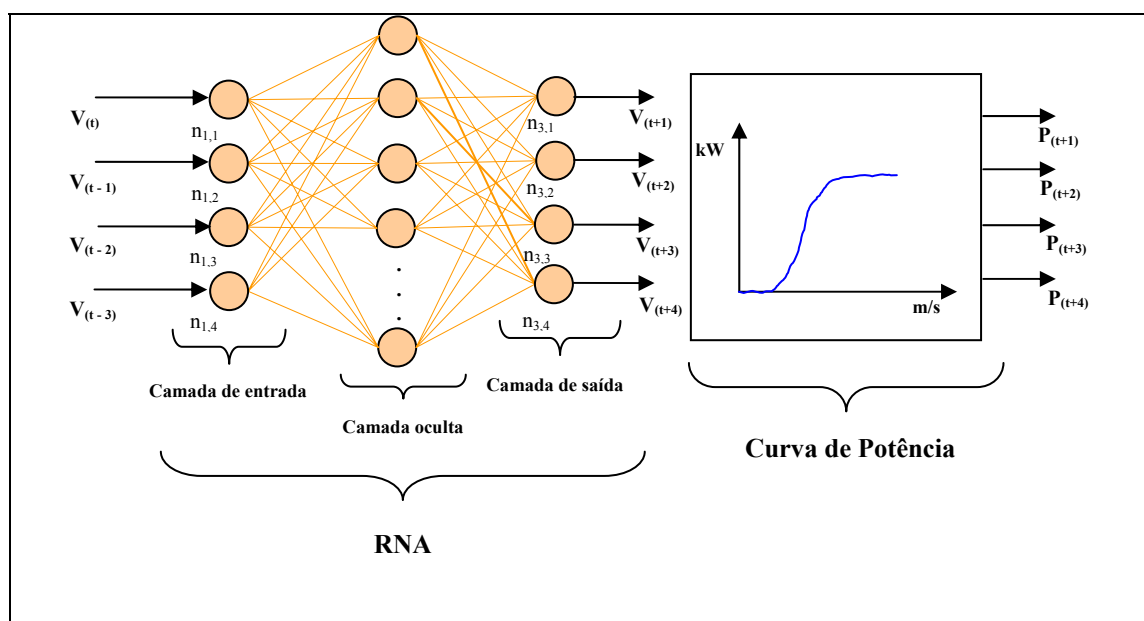 V(t)
V(t - 1)
V(t - 2)
V(t - 3)
n1,1
n1,2
n1,3
n1,4
Camada de entrada
Camada oculta
n3,1
n3,2
n3,3
n3,4
Camada de saída
V(t+1)
V(t+2)
V(t+3)
V(t+4)
RNA
kW
m/s
P(t+1)
P(t+2)
P(t+3)
P(t+4)
Curva de Potência